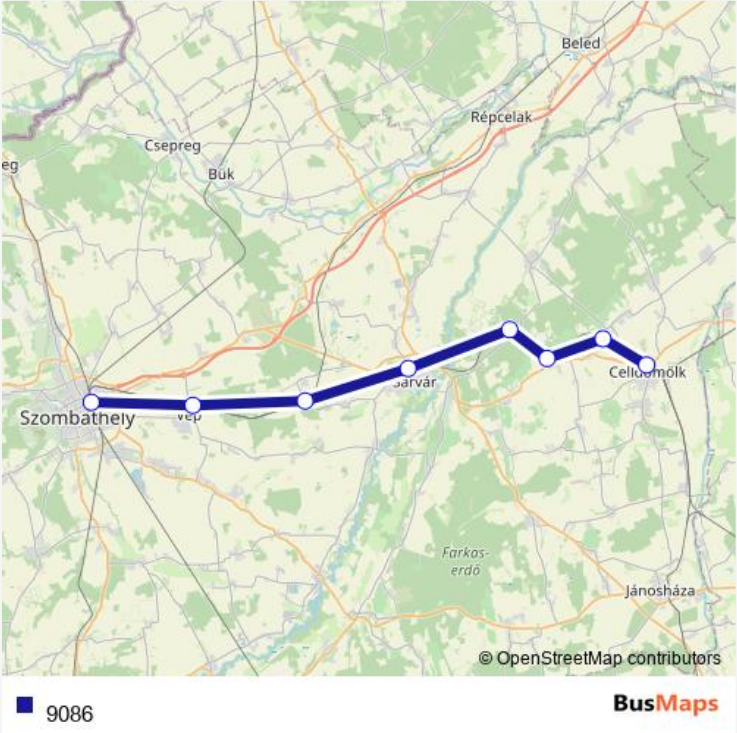 Beled
Répcelak
Csepreg
eg
Bük
Sárvár
Celldömölk
Szombathely
Vép
Farkas-
erdő
Jánosháza
© OpenStreetMap contributors
9086
BusMaps